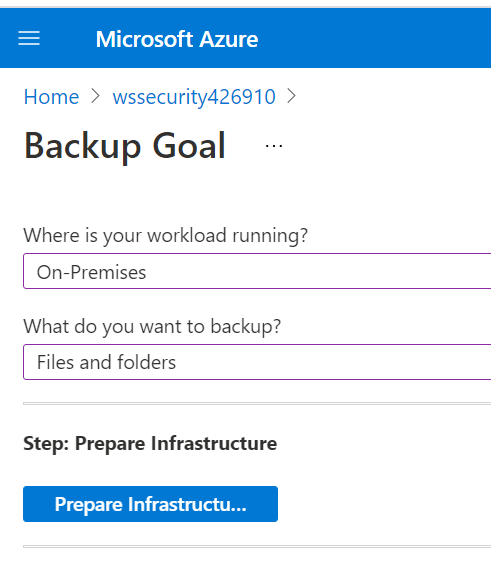 Microsoft Azure
Home > wssecurity426910 >
Backup Goal ...
Where is your workload running?
On-Premises
What do you want to backup?
Files and folders
Step: Prepare Infrastructure
Prepare Infrastructu...